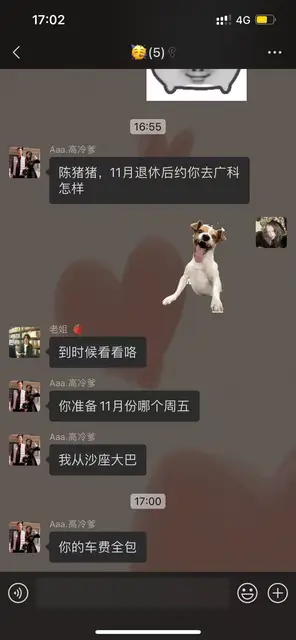 17:02
4G
(5)
16:55
Aaa.高冷爹
陈猪猪，11月退休后约你去广科
怎样
老姐
到时候看看咯
Aaa.高冷爹
你准备11月份哪个周五
Aaa.高冷爹
我从沙座大巴
17:00
Aaa.高冷爹
你的车费全包